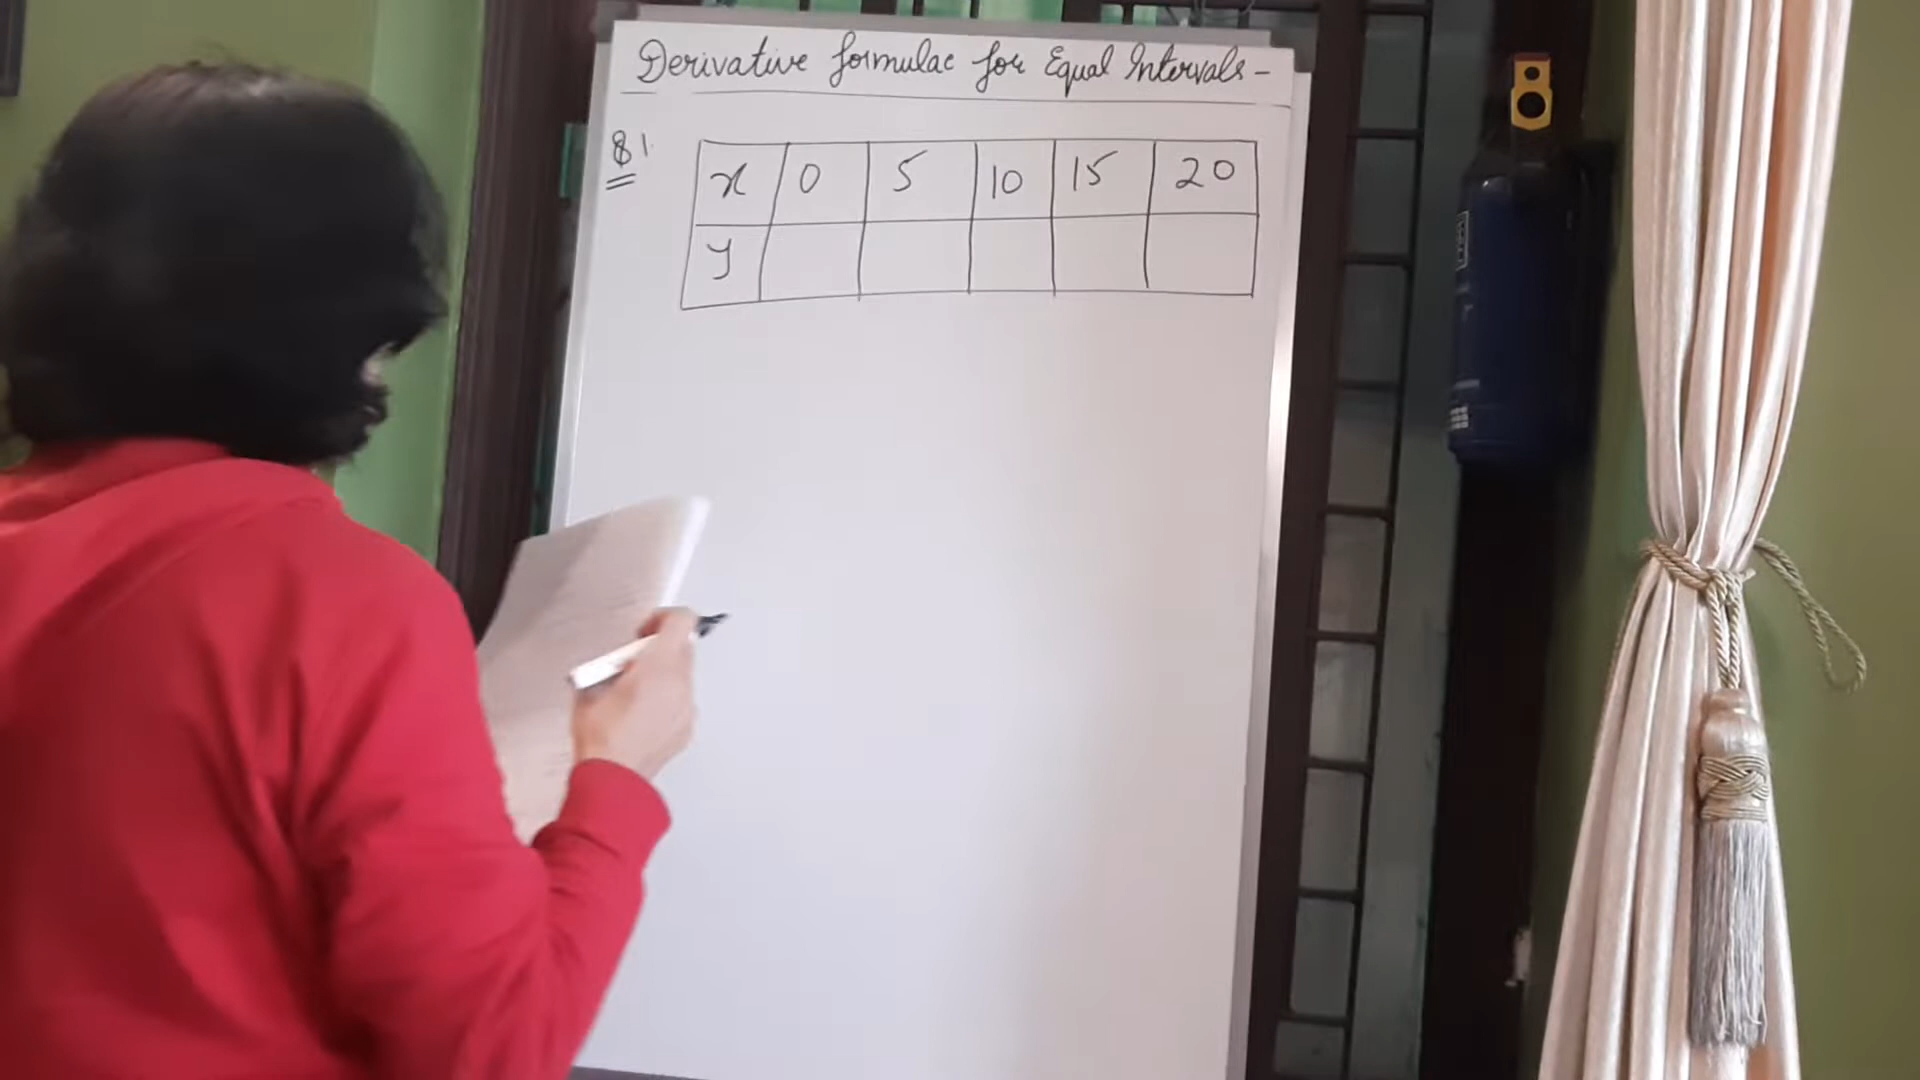 Derivative formulae for Equal Intervals -
Q1.
x 0 5 10 15 20
y